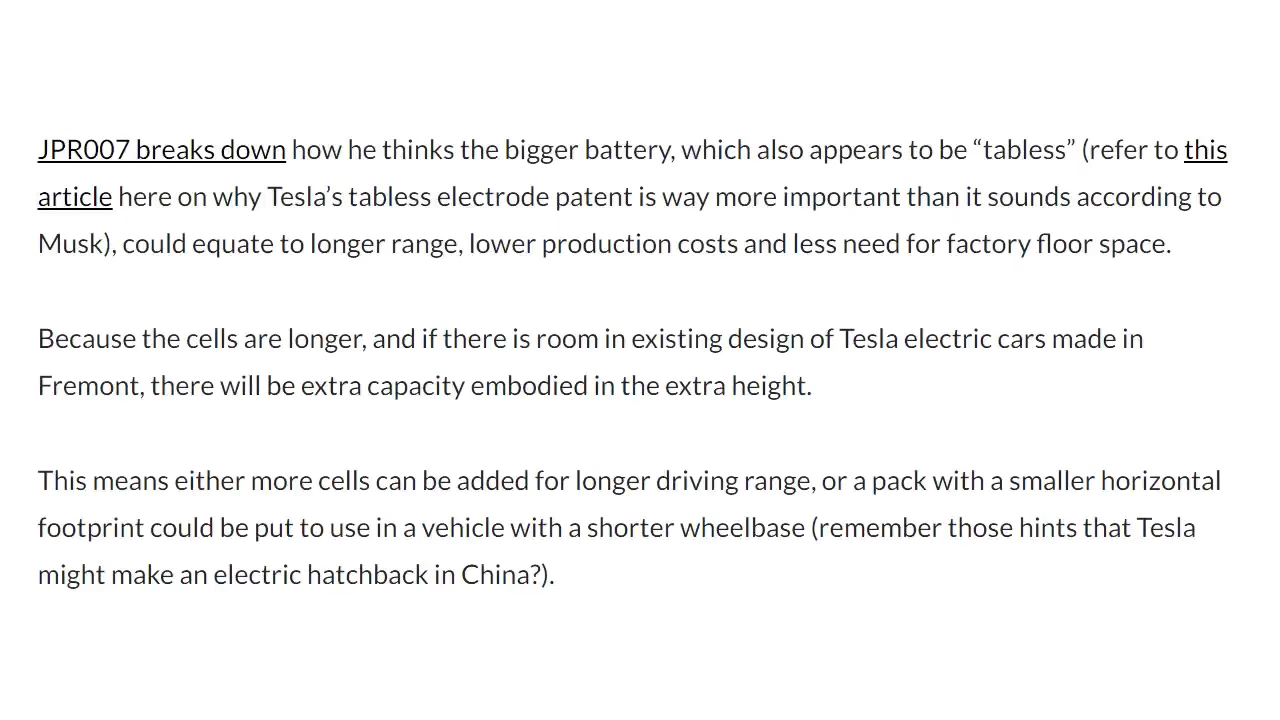 JPR007 breaks down how he thinks the bigger battery, which also appears to be “tabless” (refer to this
article here on why Tesla’s tabless electrode patent is way more important than it sounds according to
Musk), could equate to longer range, lower production costs and less need for factory floor space.
Because the cells are longer, and if there is room in existing design of Tesla electric cars made in
Fremont, there will be extra capacity embodied in the extra height.
This means either more cells can be added for longer driving range, or a pack with a smaller horizontal
footprint could be put to use in a vehicle with a shorter wheelbase (remember those hints that Tesla
might make an electric hatchback in China?).